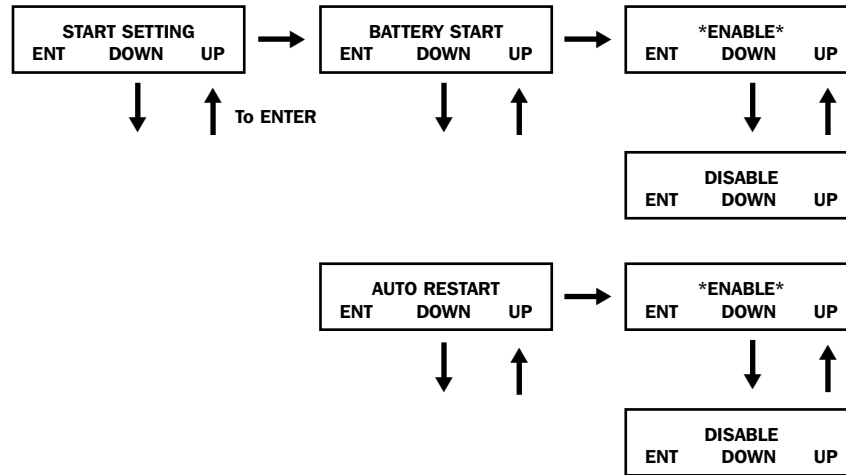 START SETTING
ENT DOWN UP
BATTERY START
ENT DOWN UP
*ENABLE*
ENT DOWN UP
To ENTER
DISABLE
ENT DOWN UP
AUTO RESTART
ENT DOWN UP
*ENABLE*
ENT DOWN UP
DISABLE
ENT DOWN UP